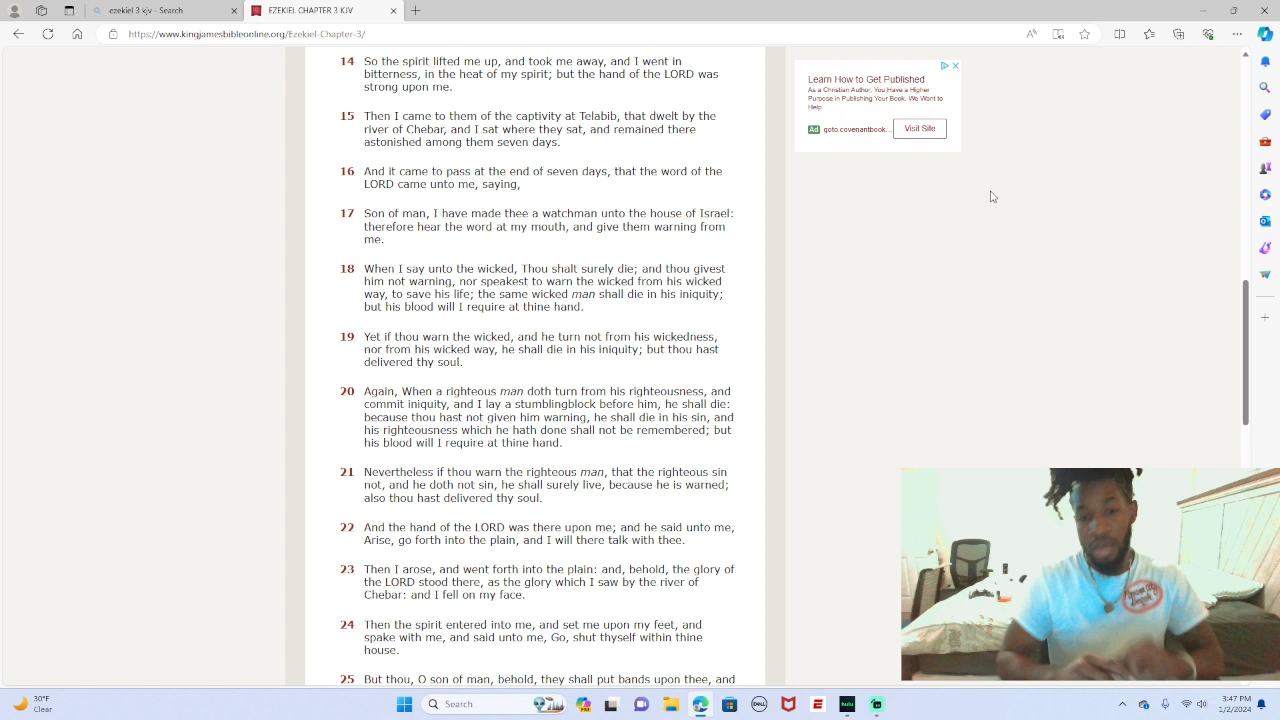 ezekiel 3 kjv - Search
EZEKIEL CHAPTER 3 KJV
https://www.kingjamesbibleonline.org/Ezekiel-Chapter-3/
14 So the spirit lifted me up, and took me away, and I went in
bitterness, in the heat of my spirit; but the hand of the LORD was
strong upon me.
15 Then I came to them of the captivity at Telabib, that dwelt by the
river of Chebar, and I sat where they sat, and remained there
astonished among them seven days.
16 And it came to pass at the end of seven days, that the word of the
LORD came unto me, saying,
17 Son of man, I have made thee a watchman unto the house of Israel:
therefore hear the word at my mouth, and give them warning from
me.
18 When I say unto the wicked, Thou shalt surely die; and thou givest
him not warning, nor speakest to warn the wicked from his wicked
way, to save his life; the same wicked man shall die in his iniquity;
but his blood will I require at thine hand.
19 Yet if thou warn the wicked, and he turn not from his wickedness,
nor from his wicked way, he shall die in his iniquity; but thou hast
delivered thy soul.
20 Again, When a righteous man doth turn from his righteousness, and
commit iniquity, and I lay a stumblingblock before him, he shall die:
because thou hast not given him warning, he shall die in his sin, and
his righteousness which he hath done shall not be remembered; but
his blood will I require at thine hand.
21 Nevertheless if thou warn the righteous man, that the righteous sin
not, and he doth not sin, he shall surely live, because he is warned;
also thou hast delivered thy soul.
22 And the hand of the LORD was there upon me; and he said unto me,
Arise, go forth into the plain, and I will there talk with thee.
23 Then I arose, and went forth into the plain: and, behold, the glory of
the LORD stood there, as the glory which I saw by the river of
Chebar: and I fell on my face.
24 Then the spirit entered into me, and set me upon my feet, and
spake with me, and said unto me, Go, shut thyself within thine
house.
25 But thou, O son of man, behold, they shall put bands upon thee, and
Learn How to Get Published
As a Christian Author, You Have a Higher
Purpose in Publishing Your Book. We Want to
Help.
Ad goto.covenantbook... Visit Site
30°F
Clear
Search
PRE
DELL
hulu
3:47 PM
1/2/2024